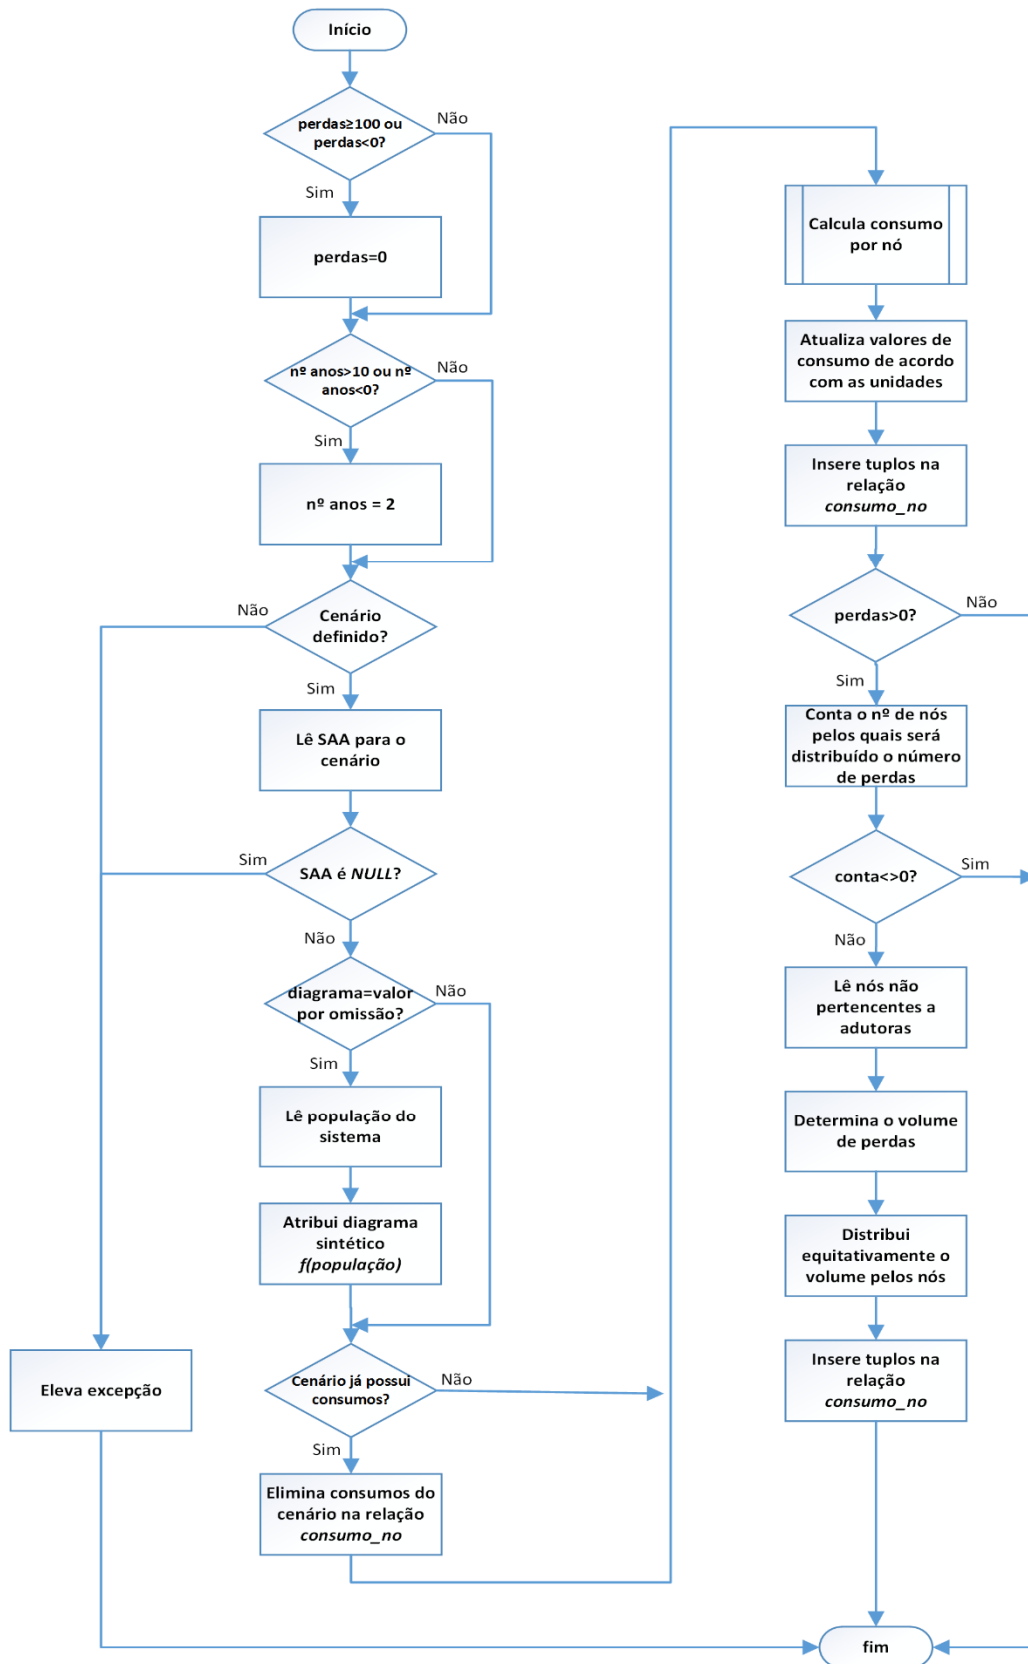 Início
perdas≥100 ou
perdas<0?
Não
Sim
perdas=0
nº anos>10 ou nº
anos<0?
Não
Sim
nº anos = 2
Cenário
definido?
Não
Sim
Lê SAA para o
cenário
SAA é NULL?
Sim
Não
diagrama=valor
por omissão?
Não
Sim
Lê população do
sistema
Atribui diagrama
sintético
f(população)
Cenário já possui
consumos?
Não
Sim
Elimina consumos do
cenário na relação
consumo_no
Eleva excepção
Calcula consumo
por nó
Atualiza valores de
consumo de acordo
com as unidades
Insere tuplos na
relação
consumo_no
perdas>0?
Não
Sim
Conta o nº de nós
pelos quais será
distribuído o número
de perdas
conta<>0?
Sim
Não
Lê nós não
pertencentes a
adutoras
Determina o volume
de perdas
Distribui
equitativamente o
volume pelos nós
Insere tuplos na
relação
consumo_no
fim